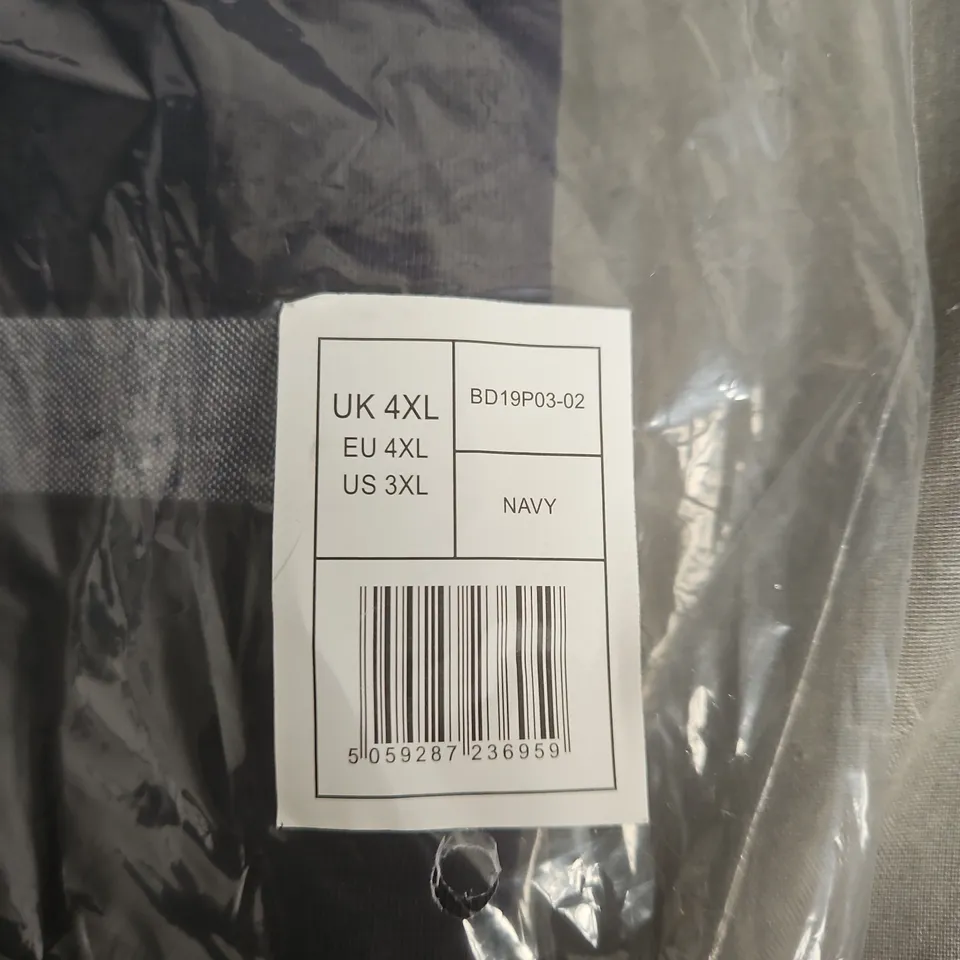 UK 4XL
EU 4XL
US 3XL
BD19P03-02
NAVY
5 059287 236959